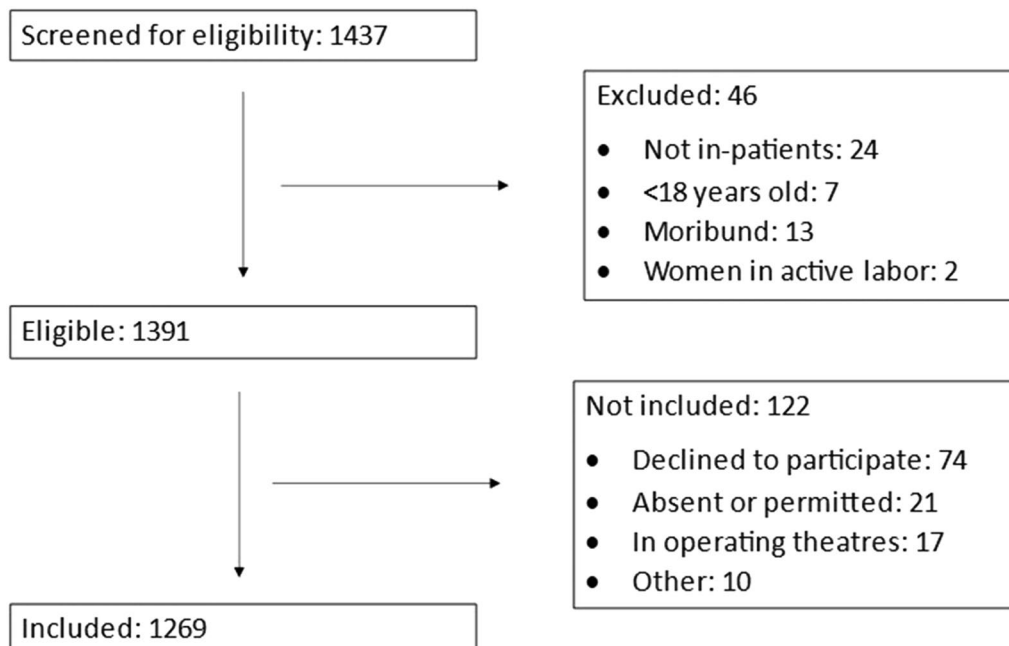 Screened for eligibility: 1437
Excluded: 46
• Not in-patients: 24
• <18 years old: 7
• Moribund: 13
• Women in active labor: 2
Eligible: 1391
Not included: 122
• Declined to participate: 74
• Absent or permitted: 21
• In operating theatres: 17
• Other: 10
Included: 1269